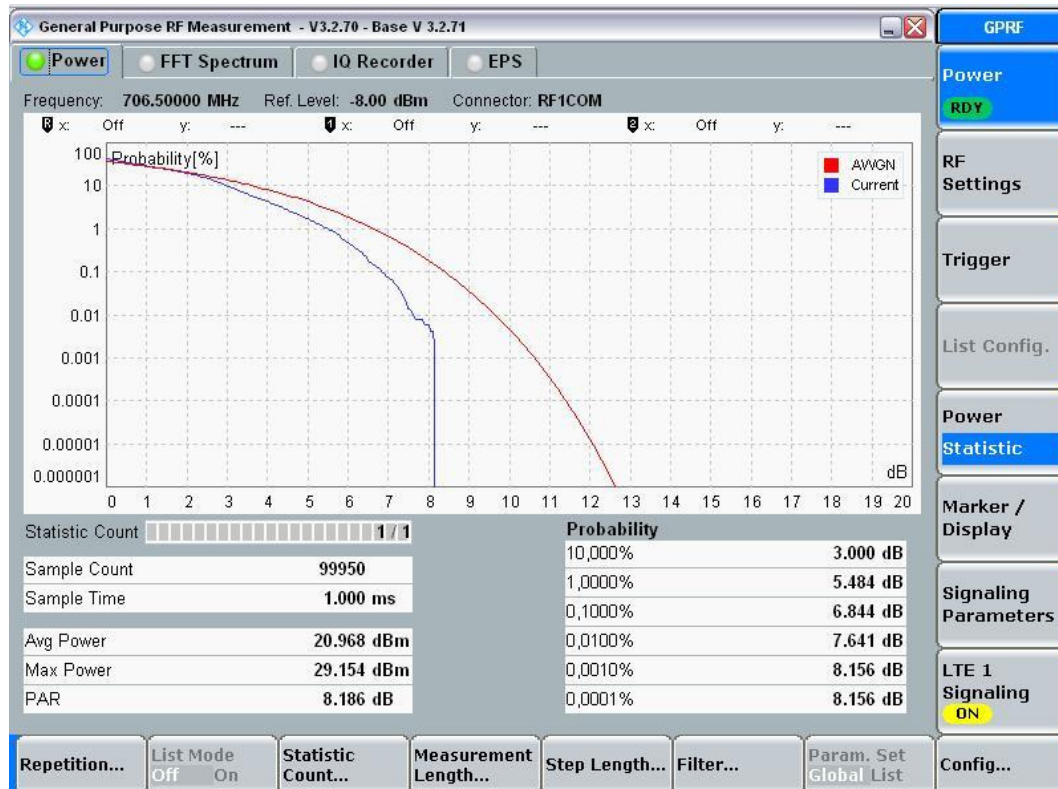 General Purpose RF Measurement - V3.2.70 - Base V 3.2.71
GPRF
Power FFT Spectrum IQ Recorder EPS
Frequency: 706.50000 MHz Ref. Level: -8.00 dBm Connector: RF1COM
R x: Off y: --- 1 x: Off y: --- 2 x: Off y: ---
Probability[%]
100
10
1
0.1
0.01
0.001
0.0001
0.00001
0.000001
AWGN
Current
dB
0 1 2 3 4 5 6 7 8 9 10 11 12 13 14 15 16 17 18 19 20
Statistic Count 1 / 1
Sample Count 99950
Sample Time 1.000 ms
Avg Power 20.968 dBm
Max Power 29.154 dBm
PAR 8.186 dB
Probability
10,000% 3.000 dB
1,0000% 5.484 dB
0,1000% 6.844 dB
0,0100% 7.641 dB
0,0010% 8.156 dB
0,0001% 8.156 dB
Power
RDY
RF
Settings
Trigger
List Config.
Power
Statistic
Marker /
Display
Signaling
Parameters
LTE 1
Signaling
ON
Repetition...
List Mode
Off On
Statistic
Count...
Measurement
Length...
Step Length...
Filter...
Param. Set
Global List
Config...